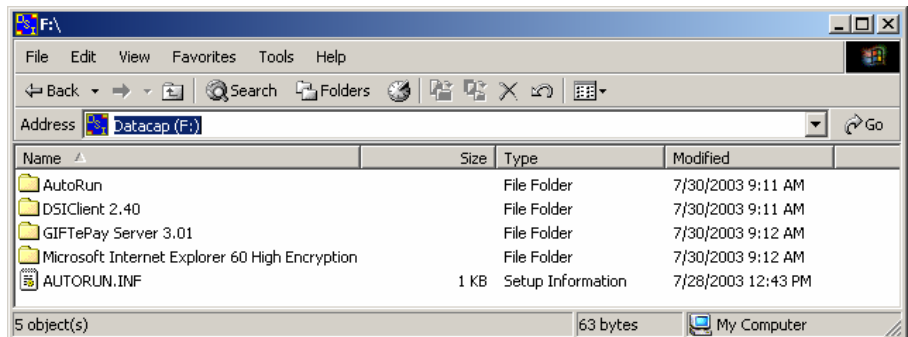 F:\
File Edit View Favorites Tools Help
Back Search Folders
Address Datacap (F:) Go
Name Size Type Modified
AutoRun File Folder 7/30/2003 9:11 AM
DSIClient 2.40 File Folder 7/30/2003 9:11 AM
GIFTePay Server 3.01 File Folder 7/30/2003 9:12 AM
Microsoft Internet Explorer 60 High Encryption File Folder 7/30/2003 9:12 AM
AUTORUN.INF 1 KB Setup Information 7/28/2003 12:43 PM
5 object(s) 63 bytes My Computer